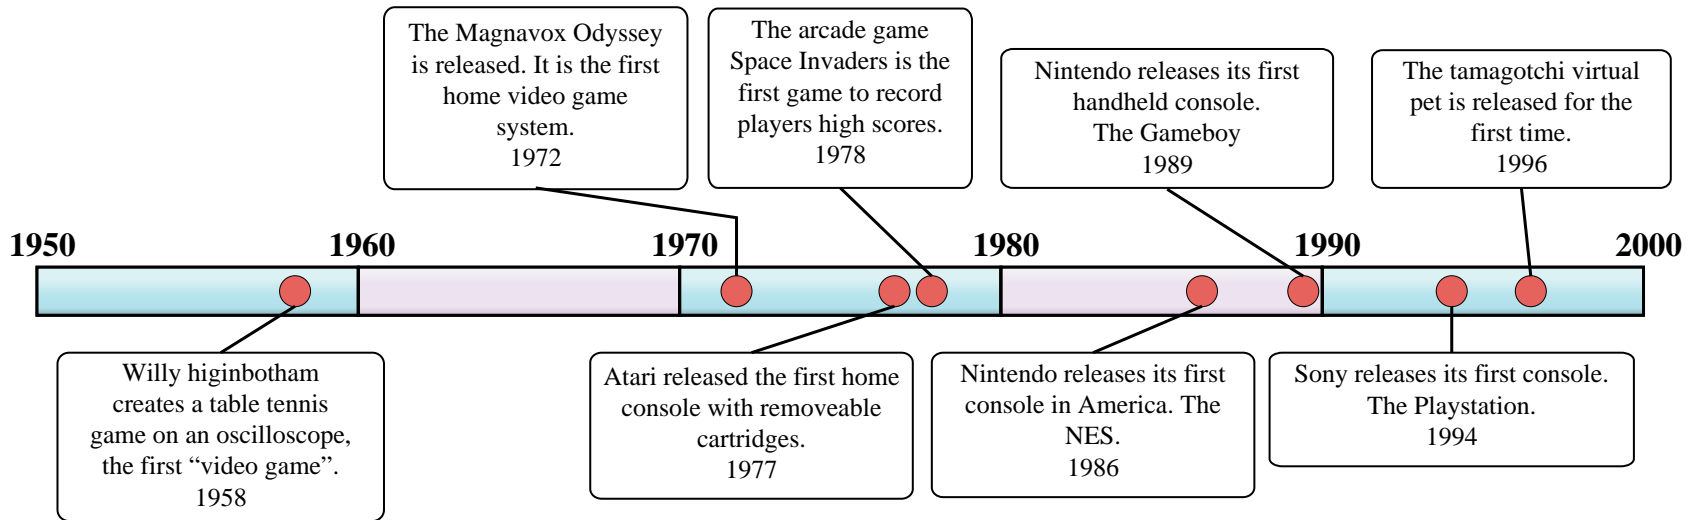 The Magnavox Odyssey
is released. It is the first
home video game
system.
1972
The arcade game
Space Invaders is the
first game to record
players high scores.
1978
Nintendo releases its first
handheld console.
The Gameboy
1989
The tamagotchi virtual
pet is released for the
first time.
1996
1950
1960
1970
1980
1990
2000
Willy higinbotham
creates a table tennis
game on an oscilloscope,
the first “video game”.
1958
Atari released the first home
console with removeable
cartridges.
1977
Nintendo releases its first
console in America. The
NES.
1986
Sony releases its first console.
The Playstation.
1994